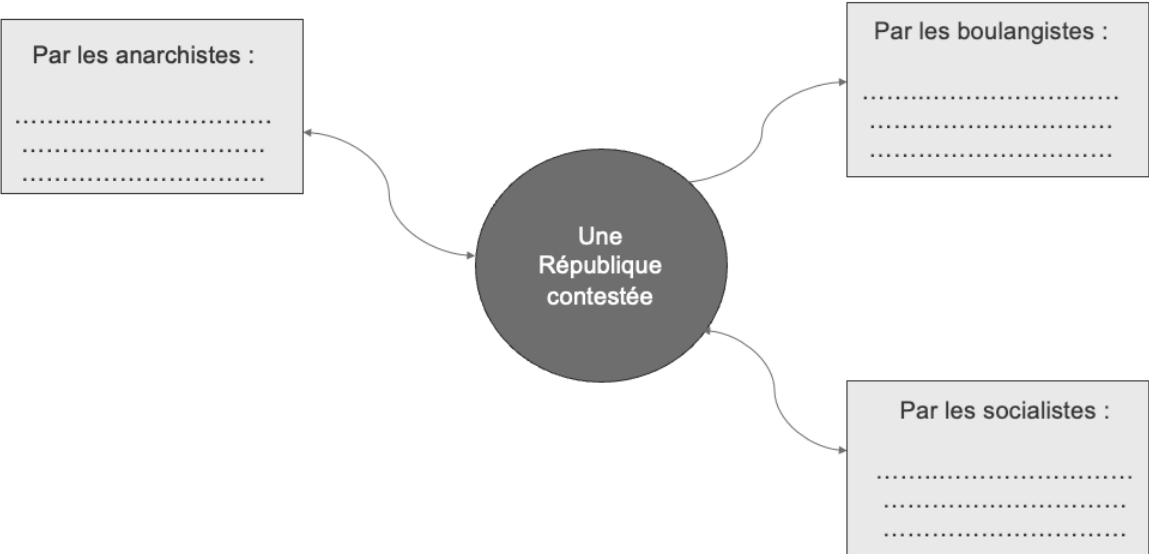 Par les anarchistes :
……..……………………
…………………………
…………………………
Par les boulangistes :
……..……………………
…………………………
…………………………
Une
République
contestée
Par les socialistes :
……..……………………
…………………………
…………………………